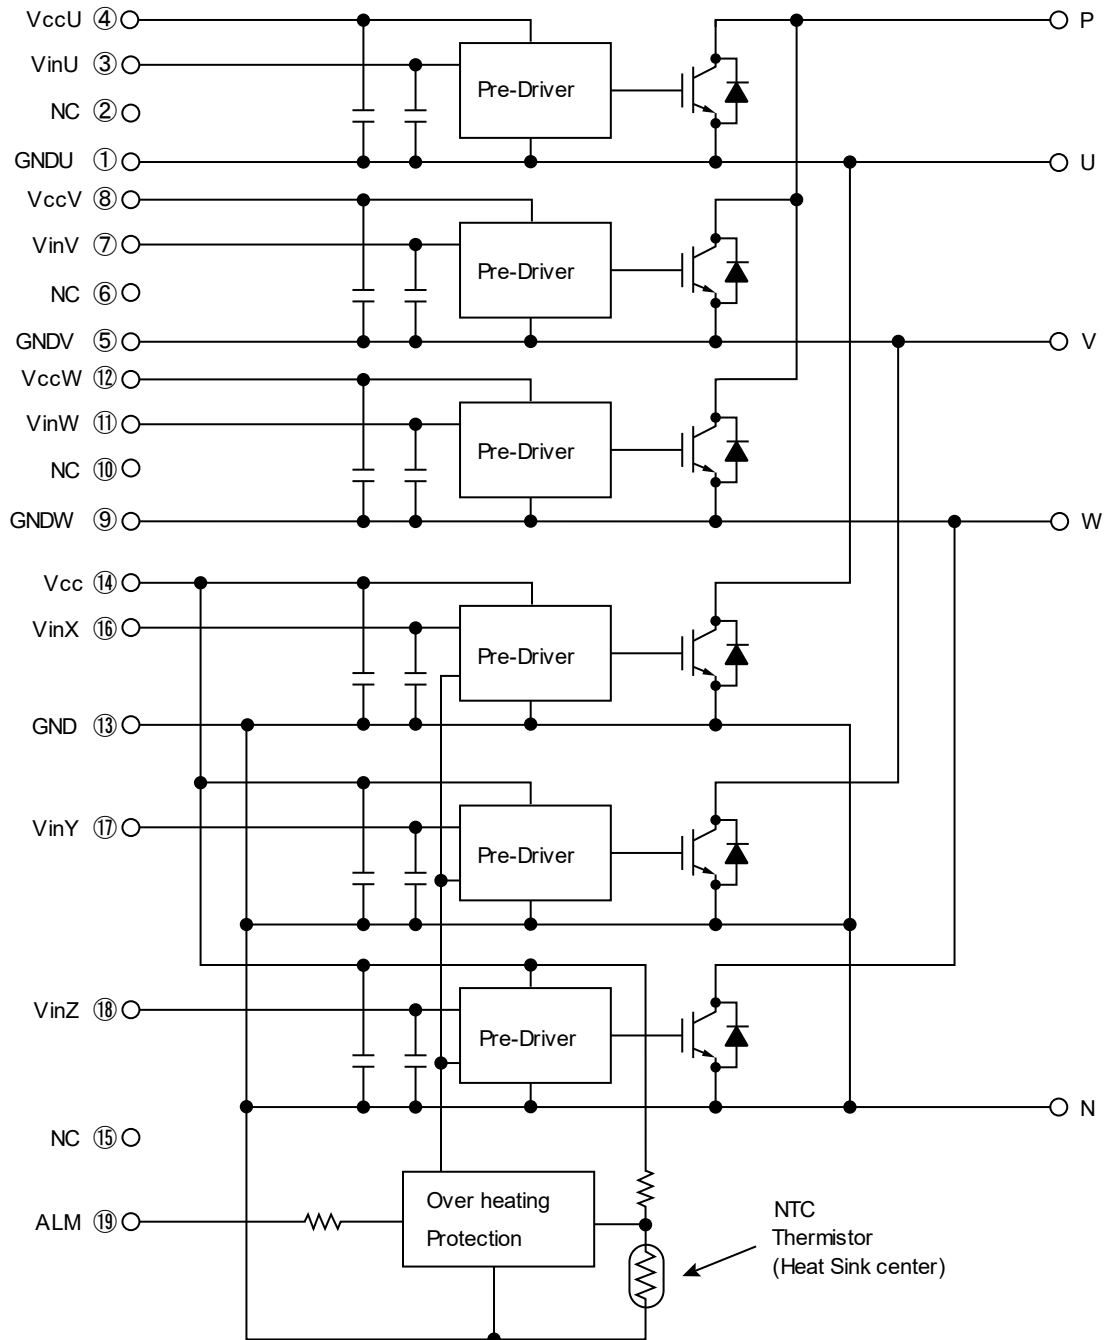 VccU ④
P
VinU ③
Pre-Driver
NC ②
GNDU ①
U
VccV ⑧
VinV ⑦
Pre-Driver
NC ⑥
GNDV ⑤
V
VccW ⑫
VinW ⑪
Pre-Driver
NC ⑩
GNDW ⑨
W
Vcc ⑭
VinX ⑯
Pre-Driver
GND ⑬
VinY ⑰
Pre-Driver
VinZ ⑱
Pre-Driver
N
NC ⑮
ALM ⑲
Over heating
Protection
NTC
Thermistor
(Heat Sink center)